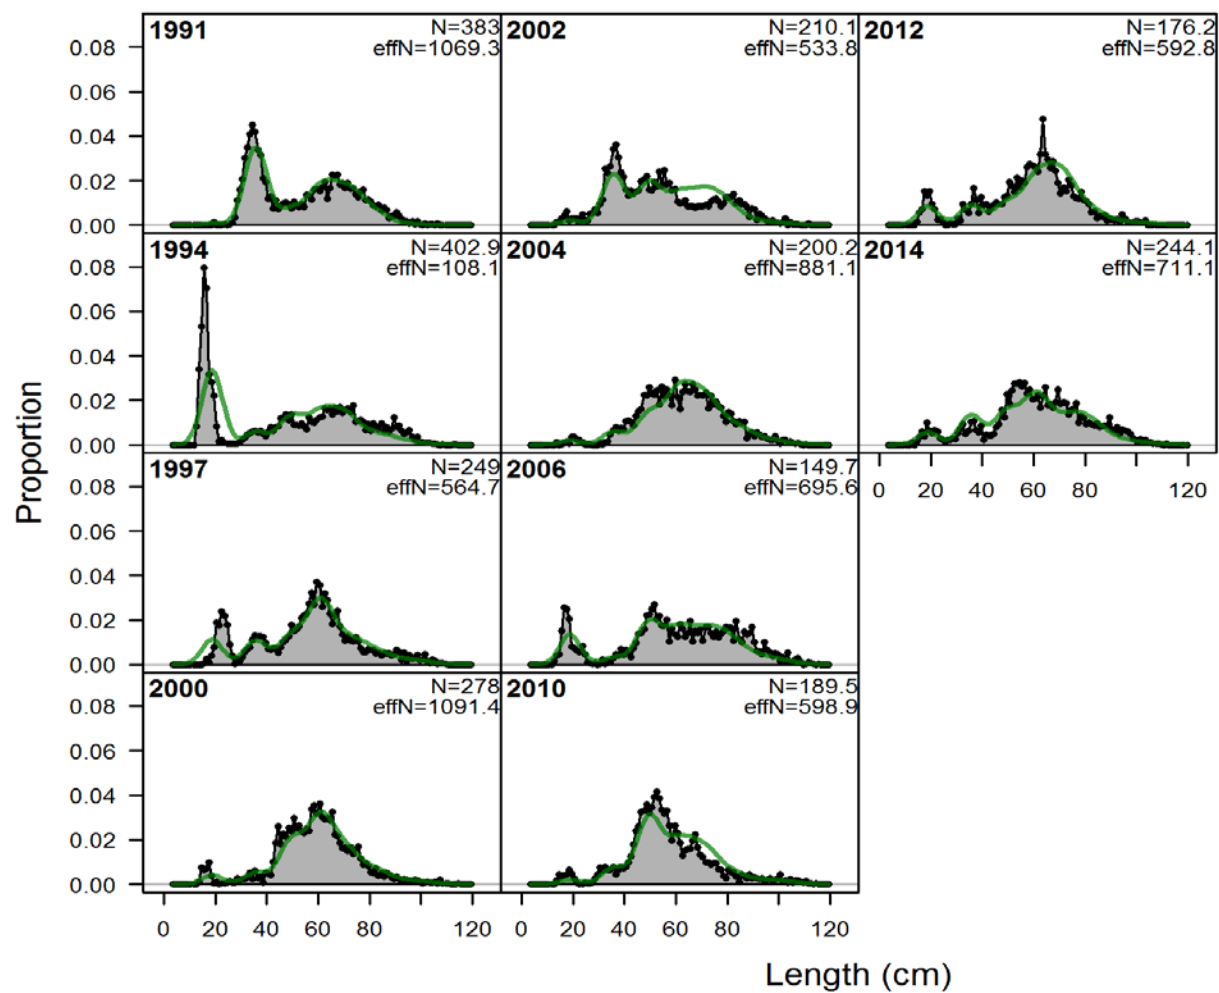 1991 N=383
effN=1069.3
2002 N=210.1
effN=533.8
2012 N=176.2
effN=592.8
0.08
0.06
0.04
0.02
0.00
1994 N=402.9
effN=108.1
2004 N=200.2
effN=881.1
2014 N=244.1
effN=711.1
0.08
0.06
0.04
0.02
0.00
0 20 40 60 80 120
1997 N=249
effN=564.7
2006 N=149.7
effN=695.6
0.08
0.06
0.04
0.02
0.00
2000 N=278
effN=1091.4
2010 N=189.5
effN=598.9
0.08
0.06
0.04
0.02
0.00
0 20 40 60 80 120
0 20 40 60 80 120
Proportion
Length (cm)